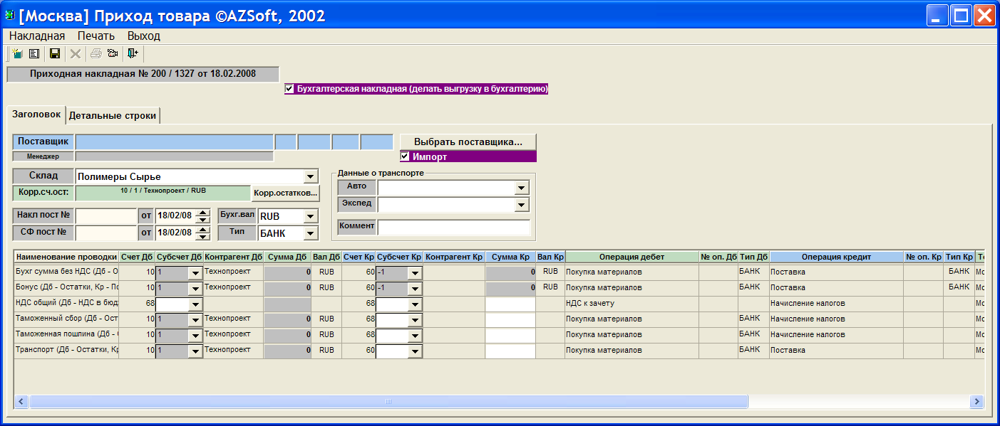 [Москва] Приход товара ©AZSoft, 2002
Накладная Печать Выход
Приходная накладная № 200 / 1327 от 18.02.2008
Бухгалтерская накладная (делать выгрузку в бухгалтерию)
Заголовок Детальные строки
Поставщик Выбрать поставщика...
Менеджер Импорт
Склад Полимеры Сырье
Корр.сч.ост: 10 / 1 / Технопроект / RUB Корр.остатков...
Данные о транспорте
Авто
Экспед
Коммент
Накл пост № от 18/02/08 Бухг.вал RUB
СФ пост № от 18/02/08 Тип БАНК
Наименование проводки Счет Дб Субсчет Дб Контрагент Дб Сумма Дб Вал Дб Счет Кр Субсчет Кр Контрагент Кр Сумма Кр Вал Кр Операция дебет № оп. Дб Тип Дб Операция кредит № оп. Кр Тип Кр То
Бухг сумма без НДС (Дб - О 10 1 Технопроект 0 RUB 60 -1 0 RUB Покупка материалов БАНК Поставка БАНК Мо
Бонус (Дб - Остатки, Кр - По 10 1 Технопроект 0 RUB 60 -1 0 RUB Покупка материалов БАНК Поставка БАНК Мо
НДС общий (Дб - НДС в бюд 68 68 НДС к зачету Начисление налогов Мо
Таможенный сбор (Дб - Ост 10 1 Технопроект 0 RUB 68 Покупка материалов БАНК Начисление налогов Мо
Таможенная пошлина (Дб - 10 1 Технопроект 0 RUB 68 Покупка материалов БАНК Начисление налогов Мо
Транспорт (Дб - Остатки, Кр 10 1 Технопроект 0 RUB 60 Покупка материалов БАНК Поставка Мо